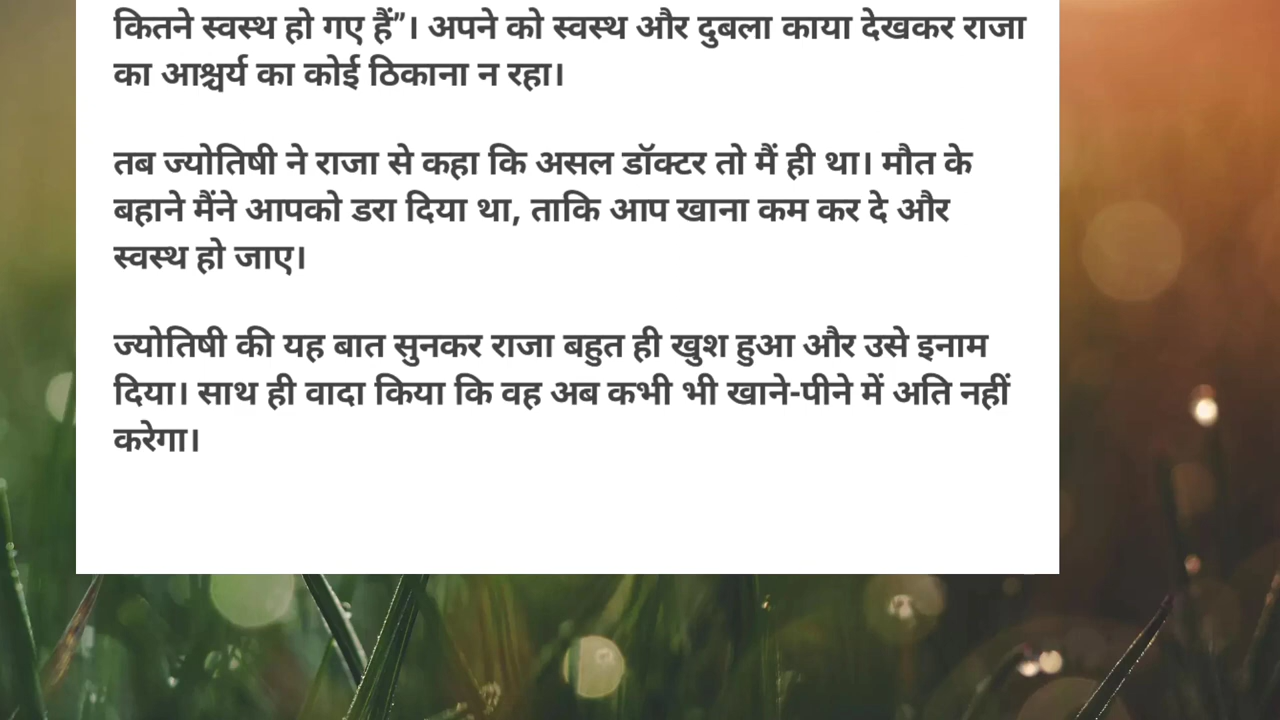 कितने स्वस्थ हो गए हैं”। अपने को स्वस्थ और दुबला काया देखकर राजा
का आश्चर्य का कोई ठिकाना न रहा।
तब ज्योतिषी ने राजा से कहा कि असल डॉक्टर तो मैं ही था। मौत के
बहाने मैंने आपको डरा दिया था, ताकि आप खाना कम कर दे और
स्वस्थ हो जाए।
ज्योतिषी की यह बात सुनकर राजा बहुत ही खुश हुआ और उसे इनाम
दिया। साथ ही वादा किया कि वह अब कभी भी खाने-पीने में अति नहीं
करेगा।